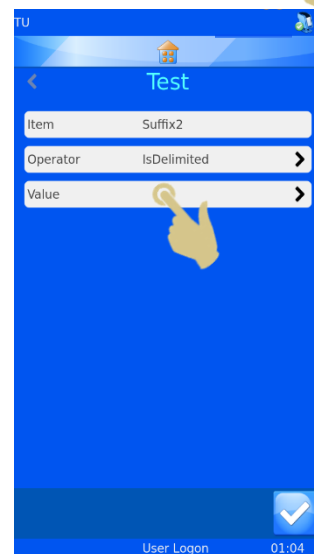 TU
Test
Item Suffix2
Operator IsDelimited
Value
User Logon 01:04